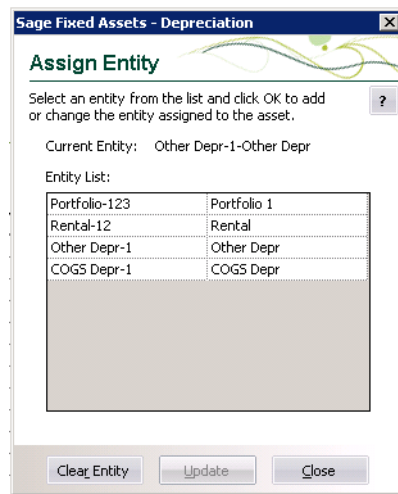 Sage Fixed Assets - Depreciation
Assign Entity
Select an entity from the list and click OK to add
or change the entity assigned to the asset.
?
Current Entity: Other Depr-1-Other Depr
Entity List:
Portfolio-123 Portfolio 1
Rental-12 Rental
Other Depr-1 Other Depr
COGS Depr-1 COGS Depr
Clear Entity Update Close